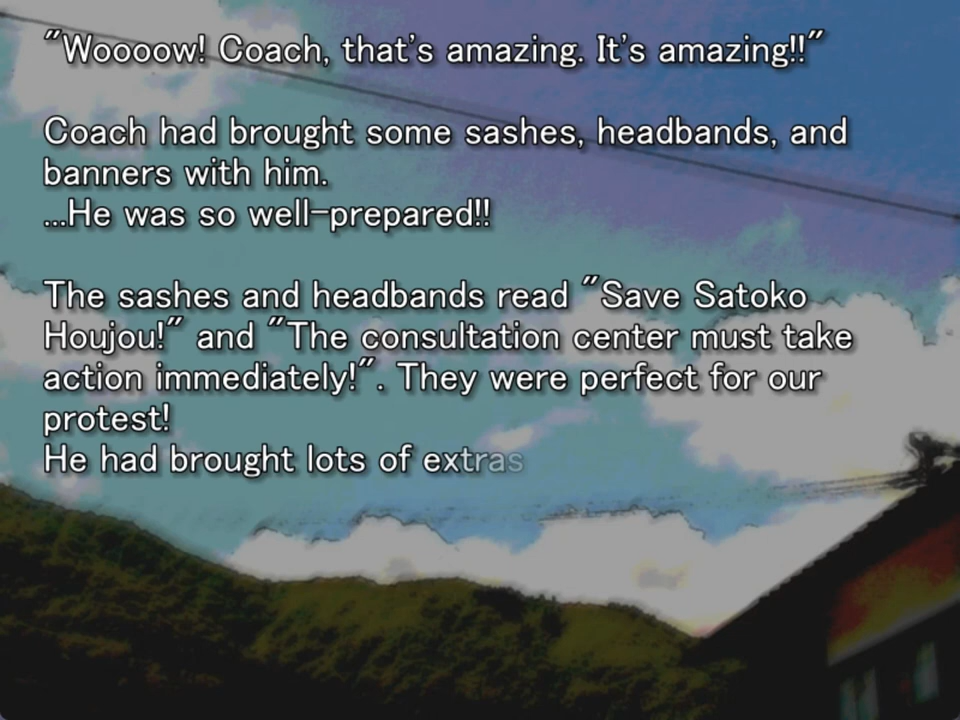 "Woooow! Coach, that's amazing. It's amazing!!"
Coach had brought some sashes, headbands, and
banners with him.
...He was so well-prepared!!
The sashes and headbands read "Save Satoko
Houjou!" and "The consultation center must take
action immediately!". They were perfect for our
protest!
He had brought lots of extras